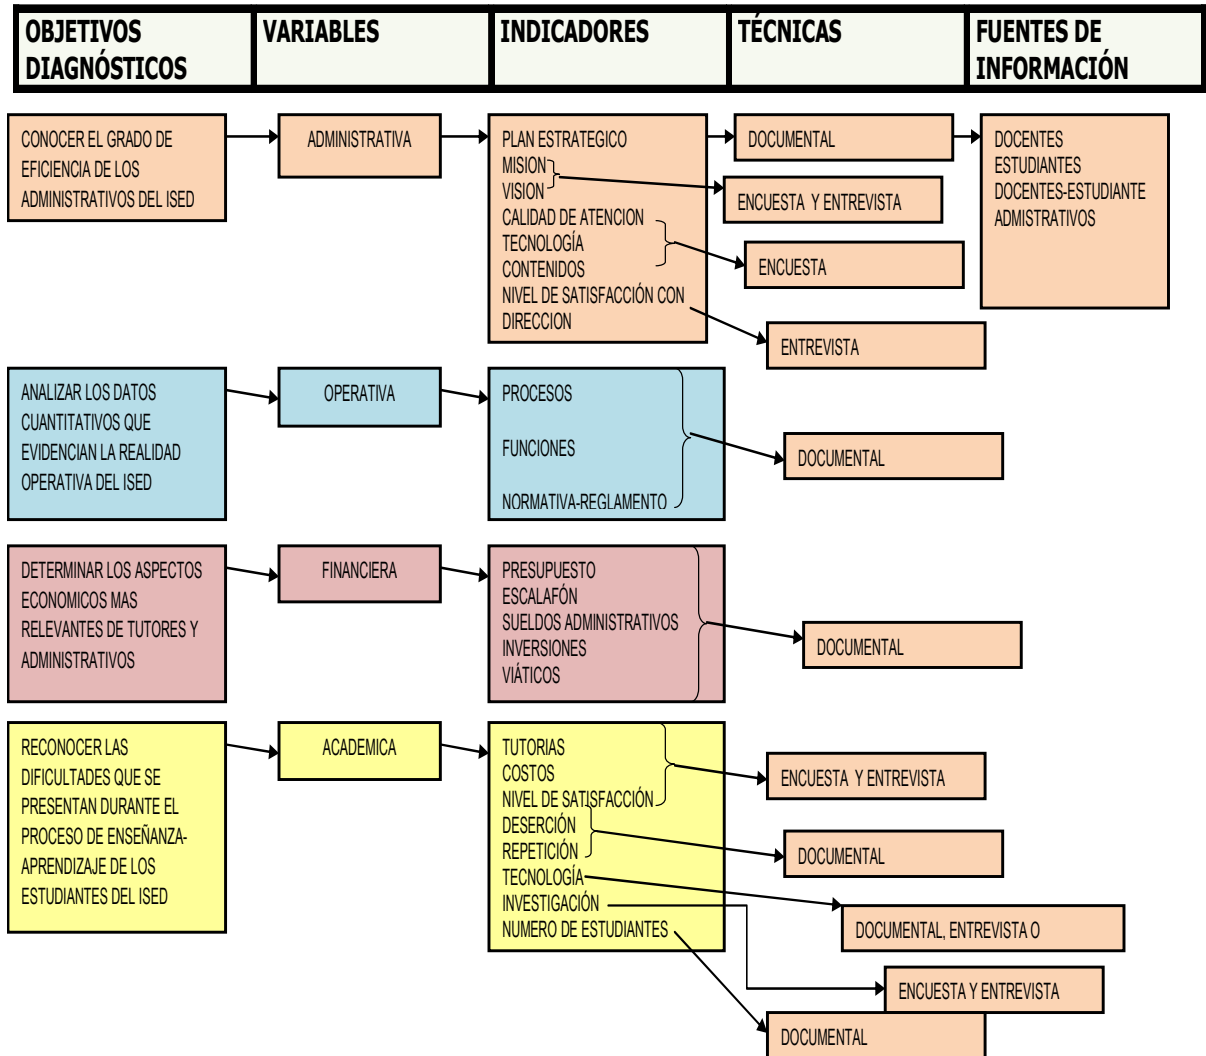 OBJETIVOS
DIAGNÓSTICOS
VARIABLES
INDICADORES
TÉCNICAS
FUENTES DE
INFORMACIÓN
CONOCER EL GRADO DE
EFICIENCIA DE LOS
ADMINISTRATIVOS DEL ISED
ADMINISTRATIVA
PLAN ESTRATEGICO
MISION
VISION
CALIDAD DE ATENCION
TECNOLOGÍA
CONTENIDOS
NIVEL DE SATISFACCIÓN CON
DIRECCION
DOCUMENTAL
ENCUESTA Y ENTREVISTA
ENCUESTA
ENTREVISTA
DOCENTES
ESTUDIANTES
DOCENTES-ESTUDIANTE
ADMISTRATIVOS
ANALIZAR LOS DATOS
CUANTITATIVOS QUE
EVIDENCIAN LA REALIDAD
OPERATIVA DEL ISED
OPERATIVA
PROCESOS
FUNCIONES
NORMATIVA-REGLAMENTO
DOCUMENTAL
DETERMINAR LOS ASPECTOS
ECONOMICOS MAS
RELEVANTES DE TUTORES Y
ADMINISTRATIVOS
FINANCIERA
PRESUPUESTO
ESCALAFÓN
SUELDOS ADMINISTRATIVOS
INVERSIONES
VIÁTICOS
DOCUMENTAL
RECONOCER LAS
DIFICULTADES QUE SE
PRESENTAN DURANTE EL
PROCESO DE ENSEÑANZA-
APRENDIZAJE DE LOS
ESTUDIANTES DEL ISED
ACADEMICA
TUTORIAS
COSTOS
NIVEL DE SATISFACCIÓN
DESERCIÓN
REPETICIÓN
TECNOLOGÍA
INVESTIGACIÓN
NUMERO DE ESTUDIANTES
ENCUESTA Y ENTREVISTA
DOCUMENTAL
DOCUMENTAL, ENTREVISTA O
ENCUESTA Y ENTREVISTA
DOCUMENTAL